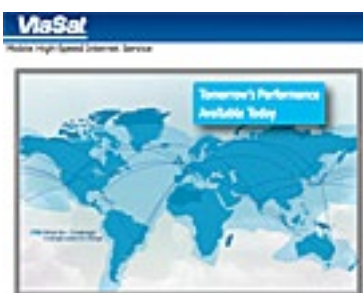 ViaSat
Mobile High-Speed Internet Service
Tomorrow's Performance
Available Today